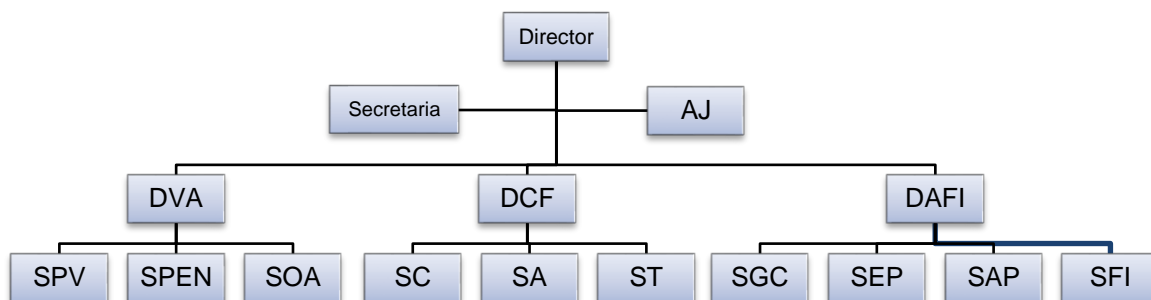 Director
Secretaria
AJ
DVA
DCF
DAFI
SPV
SPEN
SOA
SC
SA
ST
SGC
SEP
SAP
SFI